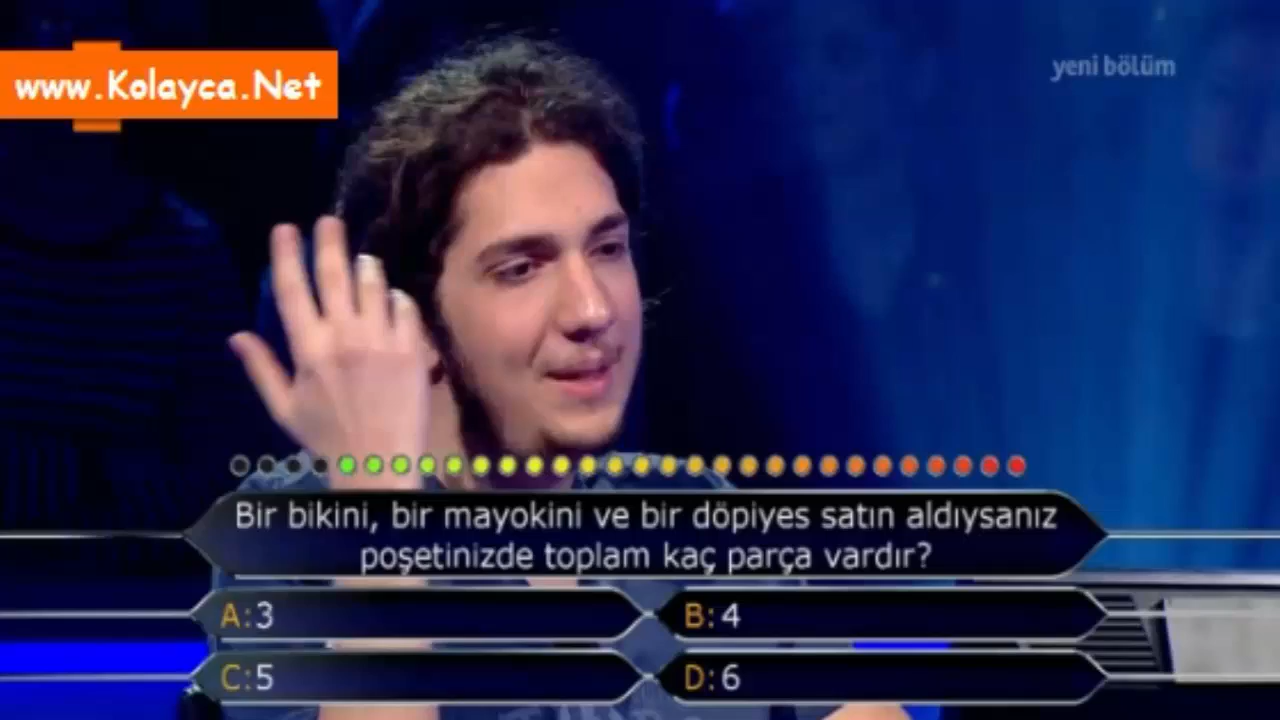 www.Kolayca.Net
yeni bölüm
Bir bikini, bir mayokini ve bir döpiyes satın aldıysanız
poşetinizde toplam kaç parça vardır?
A:3
B:4
C:5
D:6